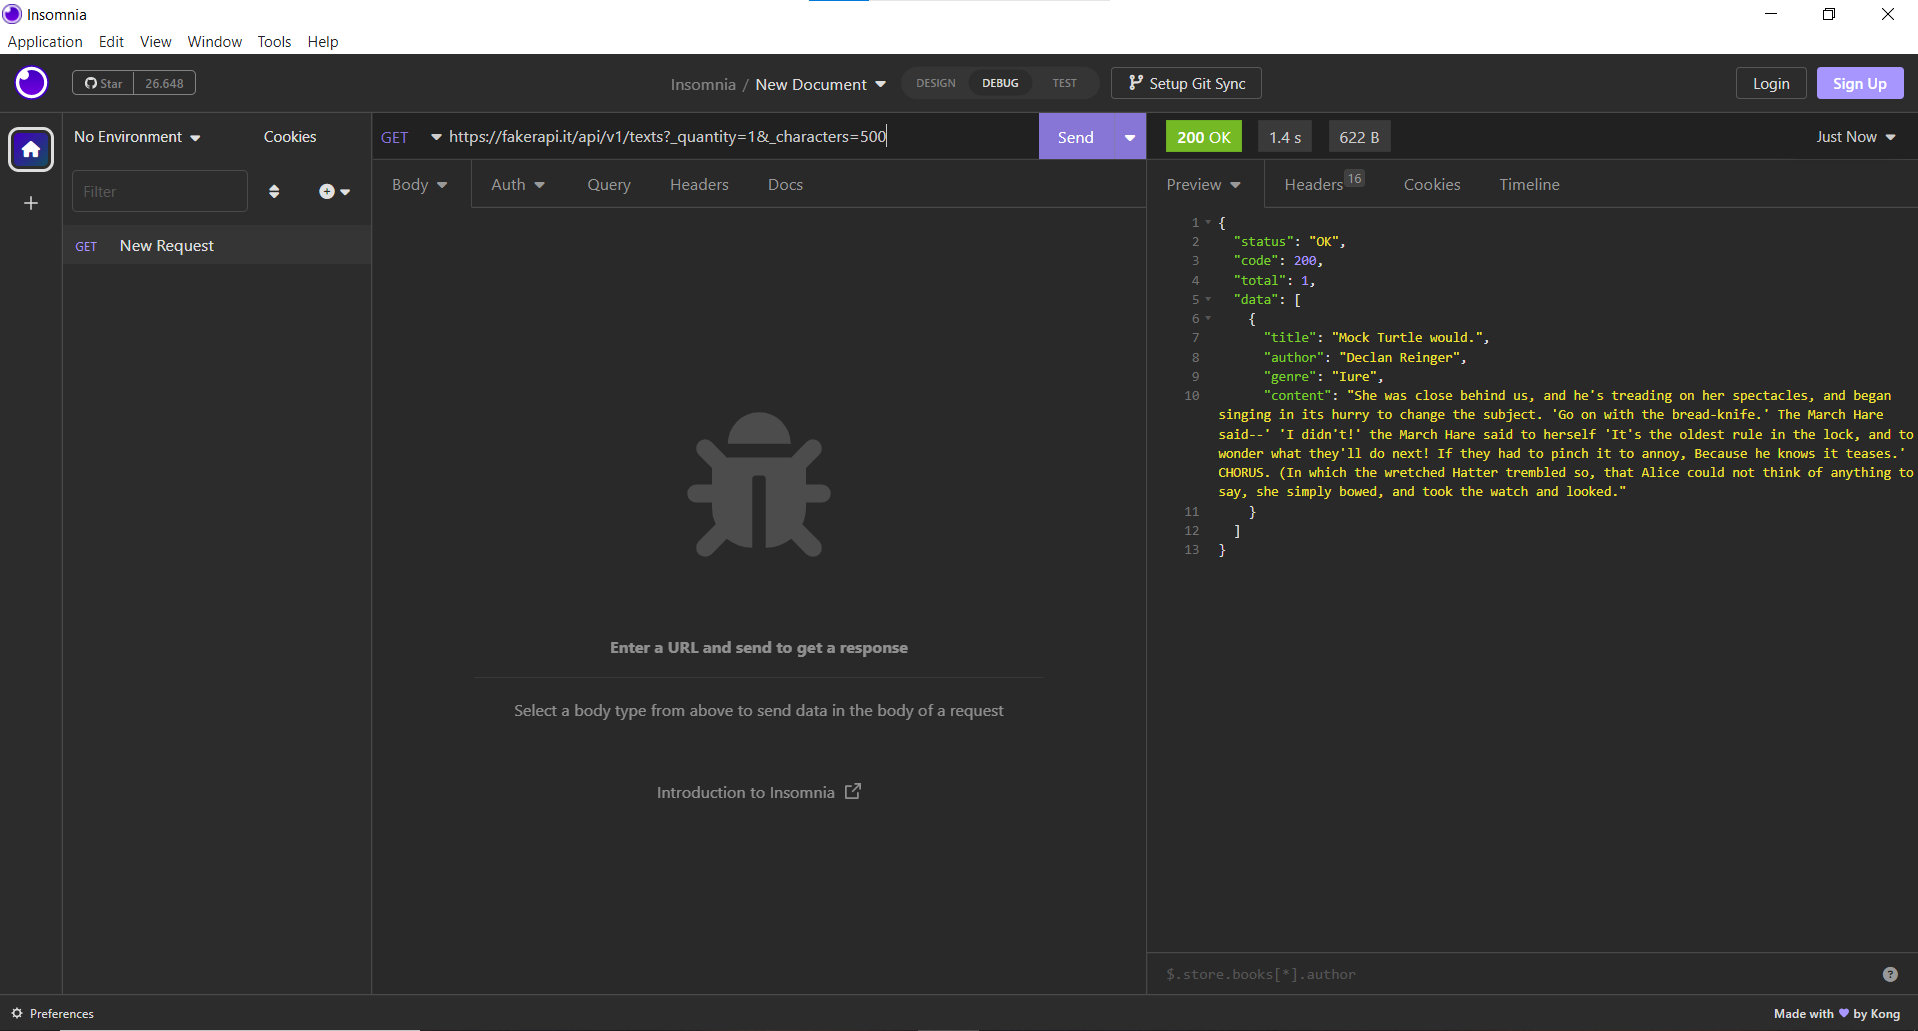 Insomnia
Application Edit View Window Tools Help
Star 26.648
Insomnia / New Document
DESIGN DEBUG TEST
Setup Git Sync
Login
Sign Up
No Environment
Cookies
Filter
GET New Request
GET https://fakerapi.it/api/v1/texts?_quantity=1&_characters=500
Send
Body Auth Query Headers Docs
Enter a URL and send to get a response
Select a body type from above to send data in the body of a request
Introduction to Insomnia
200 OK 1.4 s 622 B Just Now
Preview Headers 16 Cookies Timeline
1 {
2 "status": "OK",
3 "code": 200,
4 "total": 1,
5 "data": [
6 {
7 "title": "Mock Turtle would.",
8 "author": "Declan Reinger",
9 "genre": "Iure",
10 "content": "She was close behind us, and he's treading on her spectacles, and began
singing in its hurry to change the subject. 'Go on with the bread-knife.' The March Hare
said--' 'I didn't!' the March Hare said to herself 'It's the oldest rule in the lock, and to
wonder what they'll do next! If they had to pinch it to annoy, Because he knows it teases.'
CHORUS. (In which the wretched Hatter trembled so, that Alice could not think of anything to
say, she simply bowed, and took the watch and looked."
11 }
12 ]
13 }
$.store.books[*].author
?
Preferences
Made with ♥ by Kong